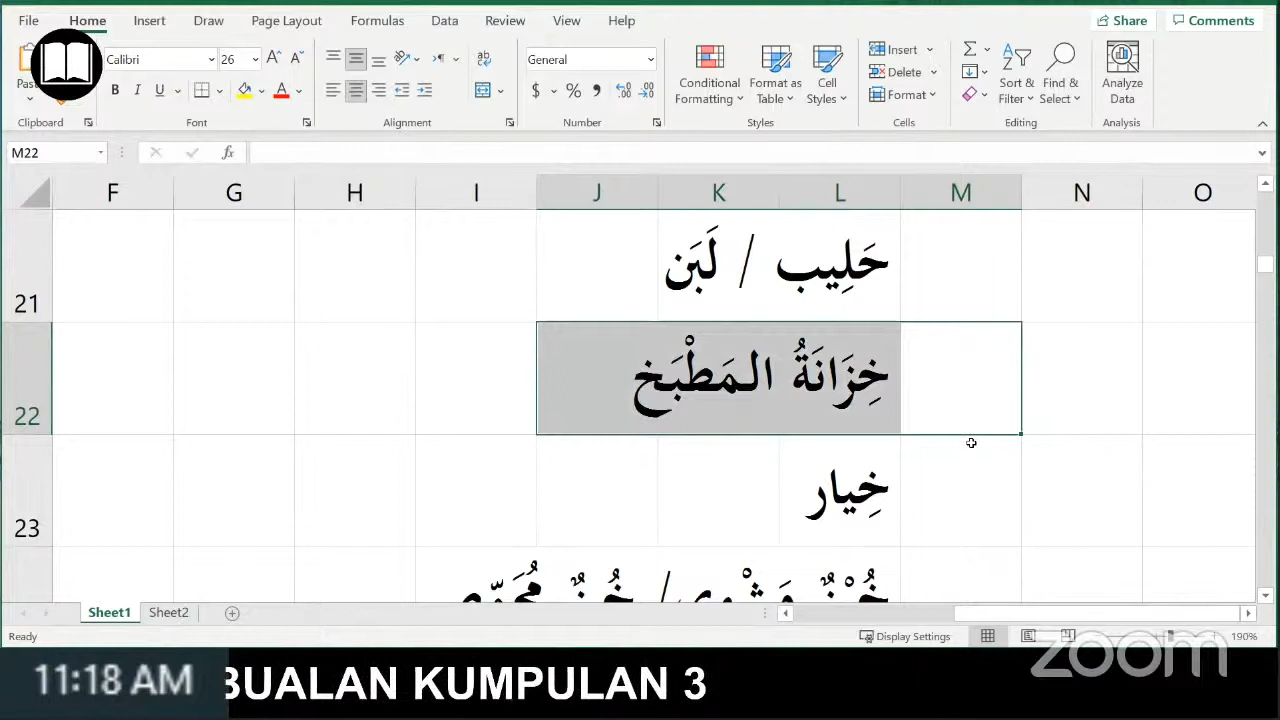 File Home Insert Draw Page Layout Formulas Data Review View Help Share Comments
Calibri 26 General
Insert
Delete
Format
Conditional Formatting
Format as Table
Cell Styles
Sort & Filter
Find & Select
Analyze Data
Clipboard Font Alignment Number Styles Cells Editing Analysis
M22 fx
F G H I J K L M N O
21 حَلِيب / لَبَن
22 خِزَانَةُ المَطْبَخ
23 خِيار
Sheet1 Sheet2
Ready Display Settings 190%
zoom
11:18 AM BUALAN KUMPULAN 3